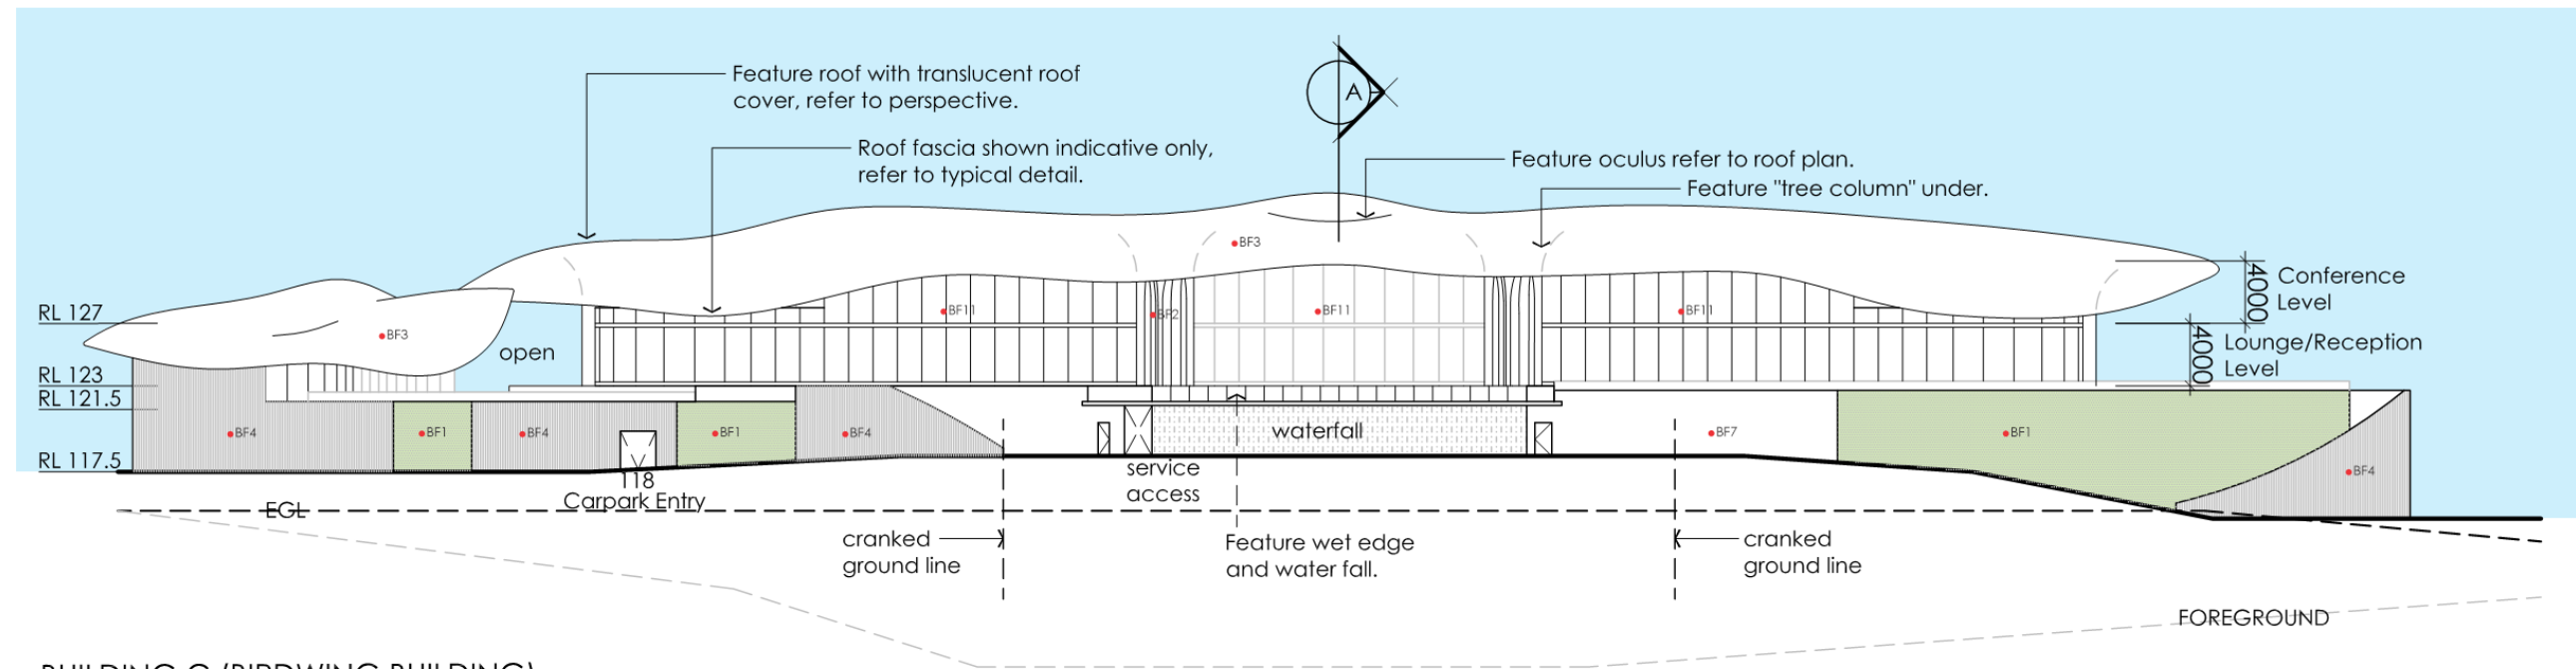 Feature roof with translucent roof
cover, refer to perspective.
A
Roof fascia shown indicative only,
refer to typical detail.
Feature oculus refer to roof plan.
Feature "tree column" under.
BF3
4000
Conference
Level
RL 127
BF11
BF2
BF11
BF11
BF3
open
4000
Lounge/Reception
Level
RL 123
RL 121.5
BF4
BF1
BF4
BF1
BF4
waterfall
BF7
BF1
RL 117.5
BF4
118
Carpark Entry
service
access
EGL
cranked
ground line
Feature wet edge
and water fall.
cranked
ground line
FOREGROUND